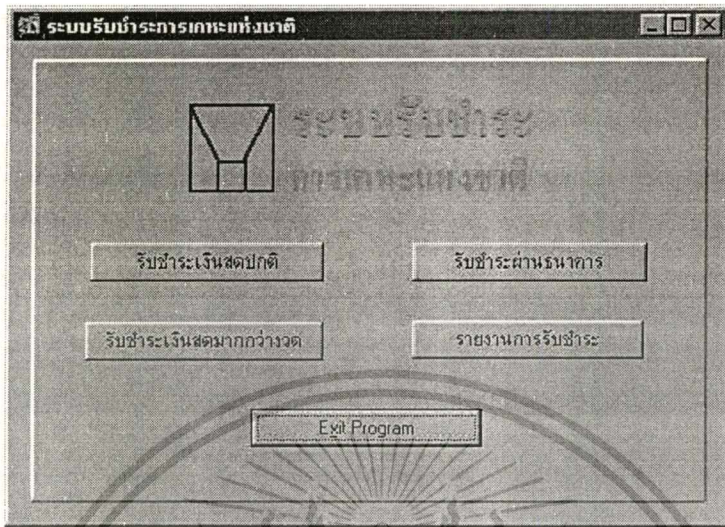 ระบบรับชำระการเคหะแห่งชาติ
ระบบรับชำระ
การเคหะแห่งชาติ
รับชำระเงินสดปกติ
รับชำระผ่านธนาคาร
รับชำระเงินสดมากกว่างวด
รายงานการรับชำระ
Exit Program